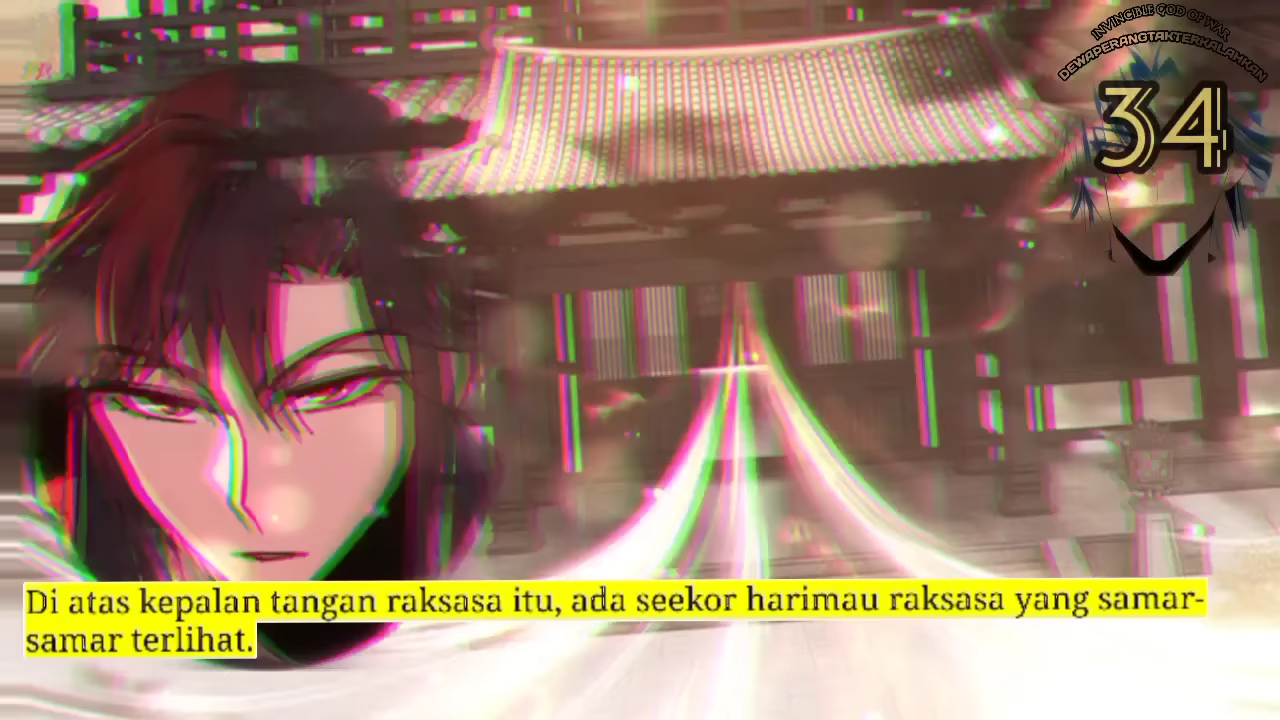 INVINCIBLE GOD OF WAR
DEWAPERANGTAKTERKALAHKAN
34
Di atas kepalan tangan raksasa itu, ada seekor harimau raksasa yang samar-
samar terlihat.